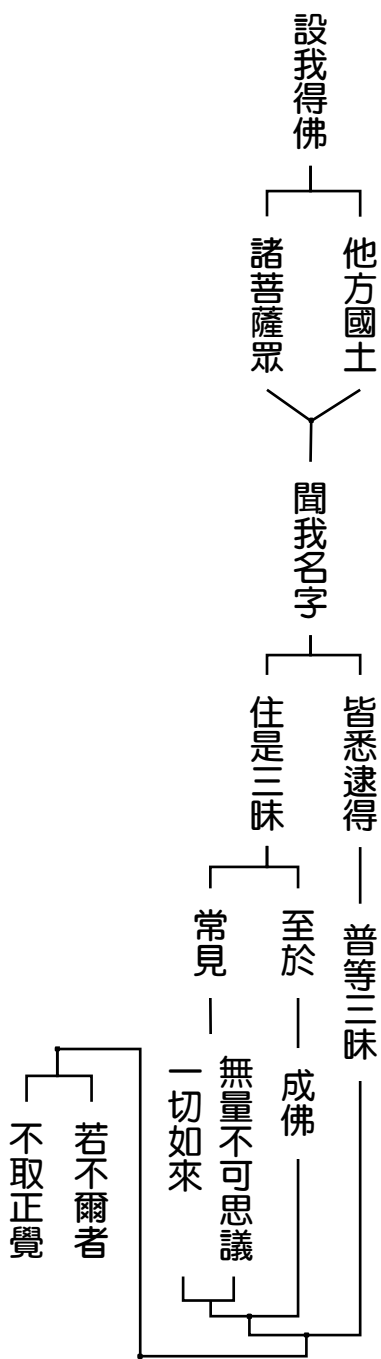 設我得佛
他方國土
諸菩薩眾
聞我名字
皆悉逮得
普等三昧
住是三昧
至於
成佛
常見
無量不可思議
一切如來
若不爾者
不取正覺